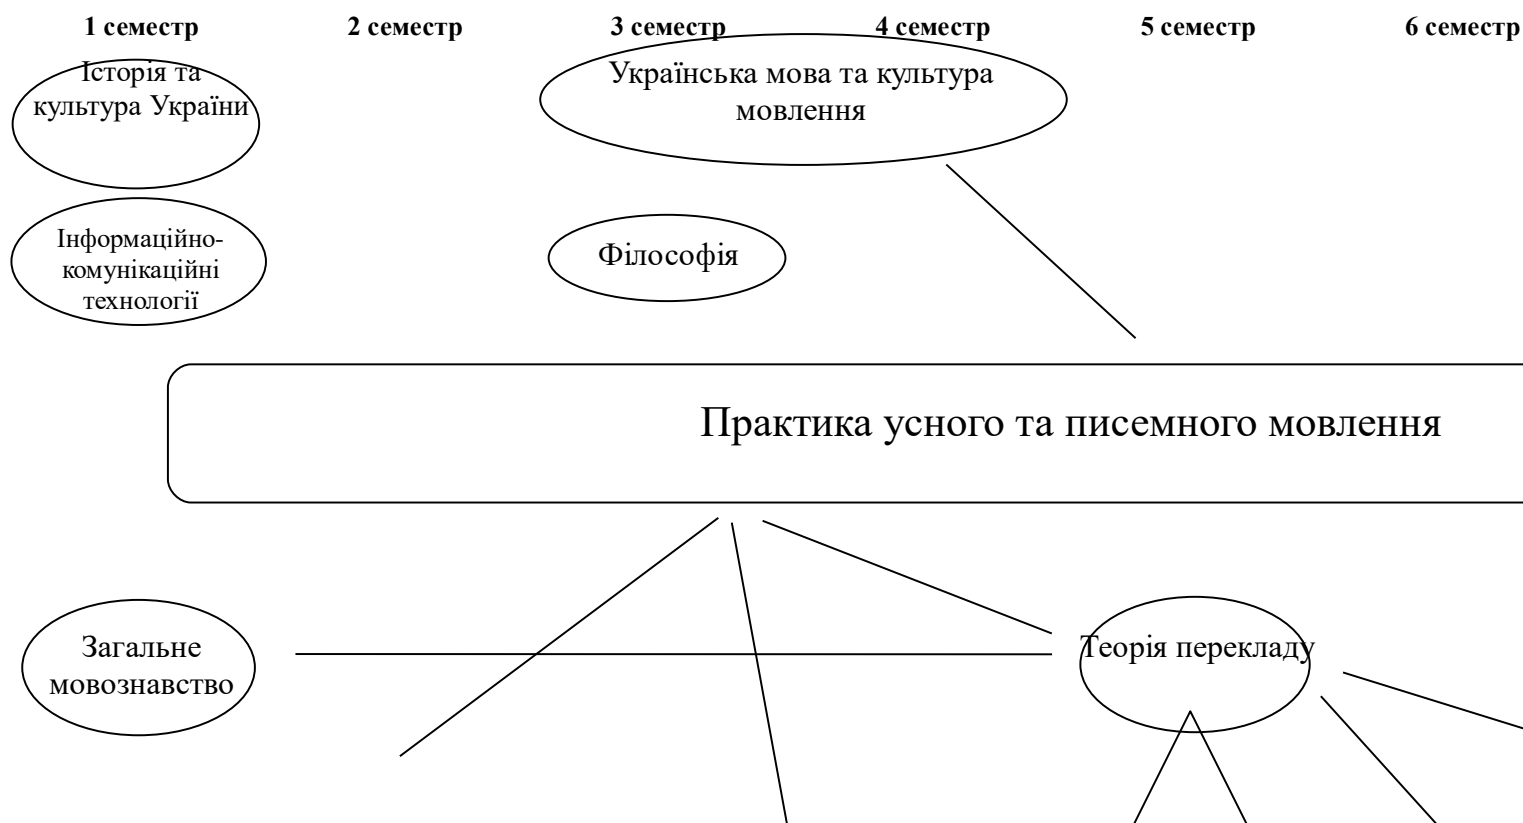 1 семестр 2 семестр 3 семестр 4 семестр 5 семестр 6 семестр
Історія та
культура України
Українська мова та культура
мовлення
Інформаційно-
комунікаційні
технології
Філософія
Практика усного та писемного мовлення
Загальне
мовознавство
Теорія перекладу